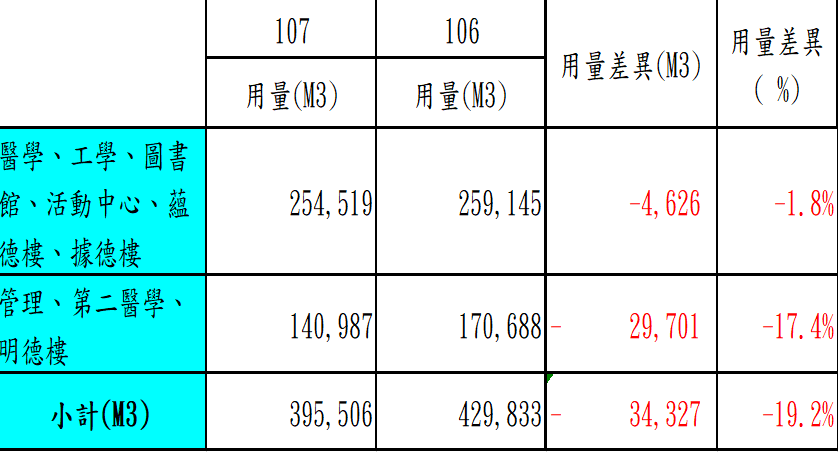 107 106 用量差異(M3) 用量差異
( %)
用量(M3) 用量(M3)
醫學、工學、圖書
館、活動中心、蘊
德樓、據德樓
254,519 259,145 -4,626 -1.8%
管理、第二醫學、
明德樓
140,987 170,688 - 29,701 -17.4%
小計(M3) 395,506 429,833 - 34,327 -19.2%